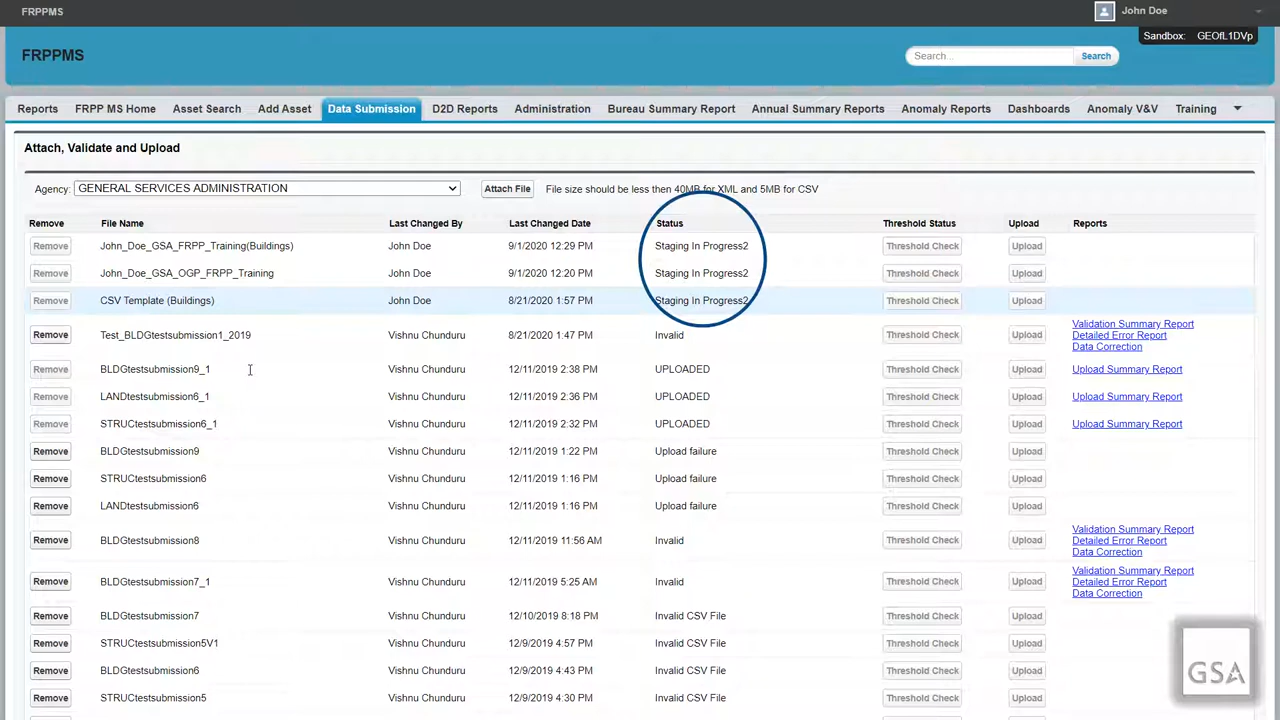 FRPPMS John Doe
Sandbox: GEOfL1DVp
FRPPMS Search... Search
Reports FRPP MS Home Asset Search Add Asset Data Submission D2D Reports Administration Bureau Summary Report Annual Summary Reports Anomaly Reports Dashboards Anomaly V&V Training
Attach, Validate and Upload
Agency: GENERAL SERVICES ADMINISTRATION Attach File File size should be less then 40MB for XML and 5MB for CSV
Remove File Name Last Changed By Last Changed Date Status Threshold Status Upload Reports
Remove John_Doe_GSA_FRPP_Training(Buildings) John Doe 9/1/2020 12:29 PM Staging In Progress2 Threshold Check Upload
Remove John_Doe_GSA_OGP_FRPP_Training John Doe 9/1/2020 12:20 PM Staging In Progress2 Threshold Check Upload
Remove CSV Template (Buildings) John Doe 8/21/2020 1:57 PM Staging In Progress2 Threshold Check Upload
Validation Summary Report
Remove Test_BLDGtestsubmission1_2019 Vishnu Chunduru 8/21/2020 1:47 PM Invalid Threshold Check Upload Detailed Error Report
Data Correction
Remove BLDGtestsubmission9_1 Vishnu Chunduru 12/11/2019 2:38 PM UPLOADED Threshold Check Upload Upload Summary Report
Remove LANDtestsubmission6_1 Vishnu Chunduru 12/11/2019 2:36 PM UPLOADED Threshold Check Upload Upload Summary Report
Remove STRUCtestsubmission6_1 Vishnu Chunduru 12/11/2019 2:32 PM UPLOADED Threshold Check Upload Upload Summary Report
Remove BLDGtestsubmission9 Vishnu Chunduru 12/11/2019 1:22 PM Upload failure Threshold Check Upload
Remove STRUCtestsubmission6 Vishnu Chunduru 12/11/2019 1:16 PM Upload failure Threshold Check Upload
Remove LANDtestsubmission6 Vishnu Chunduru 12/11/2019 1:16 PM Upload failure Threshold Check Upload
Validation Summary Report
Remove BLDGtestsubmission8 Vishnu Chunduru 12/11/2019 11:56 AM Invalid Threshold Check Upload Detailed Error Report
Data Correction
Validation Summary Report
Remove BLDGtestsubmission7_1 Vishnu Chunduru 12/11/2019 5:25 AM Invalid Threshold Check Upload Detailed Error Report
Data Correction
Remove BLDGtestsubmission7 Vishnu Chunduru 12/10/2019 8:18 PM Invalid CSV File Threshold Check Upload
Remove STRUCtestsubmission5V1 Vishnu Chunduru 12/9/2019 4:57 PM Invalid CSV File Threshold Check Upload
Remove BLDGtestsubmission6 Vishnu Chunduru 12/9/2019 4:43 PM Invalid CSV File Threshold Check Upload
Remove STRUCtestsubmission5 Vishnu Chunduru 12/9/2019 4:30 PM Invalid CSV File Threshold Check Upload
GSA